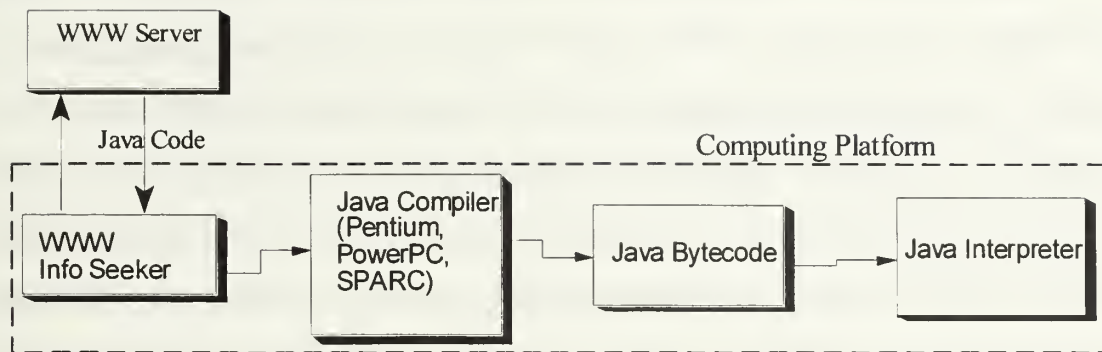 WWW Server
Java Code
Computing Platform
WWW
Info Seeker
Java Compiler
(Pentium,
PowerPC,
SPARC)
Java Bytecode
Java Interpreter